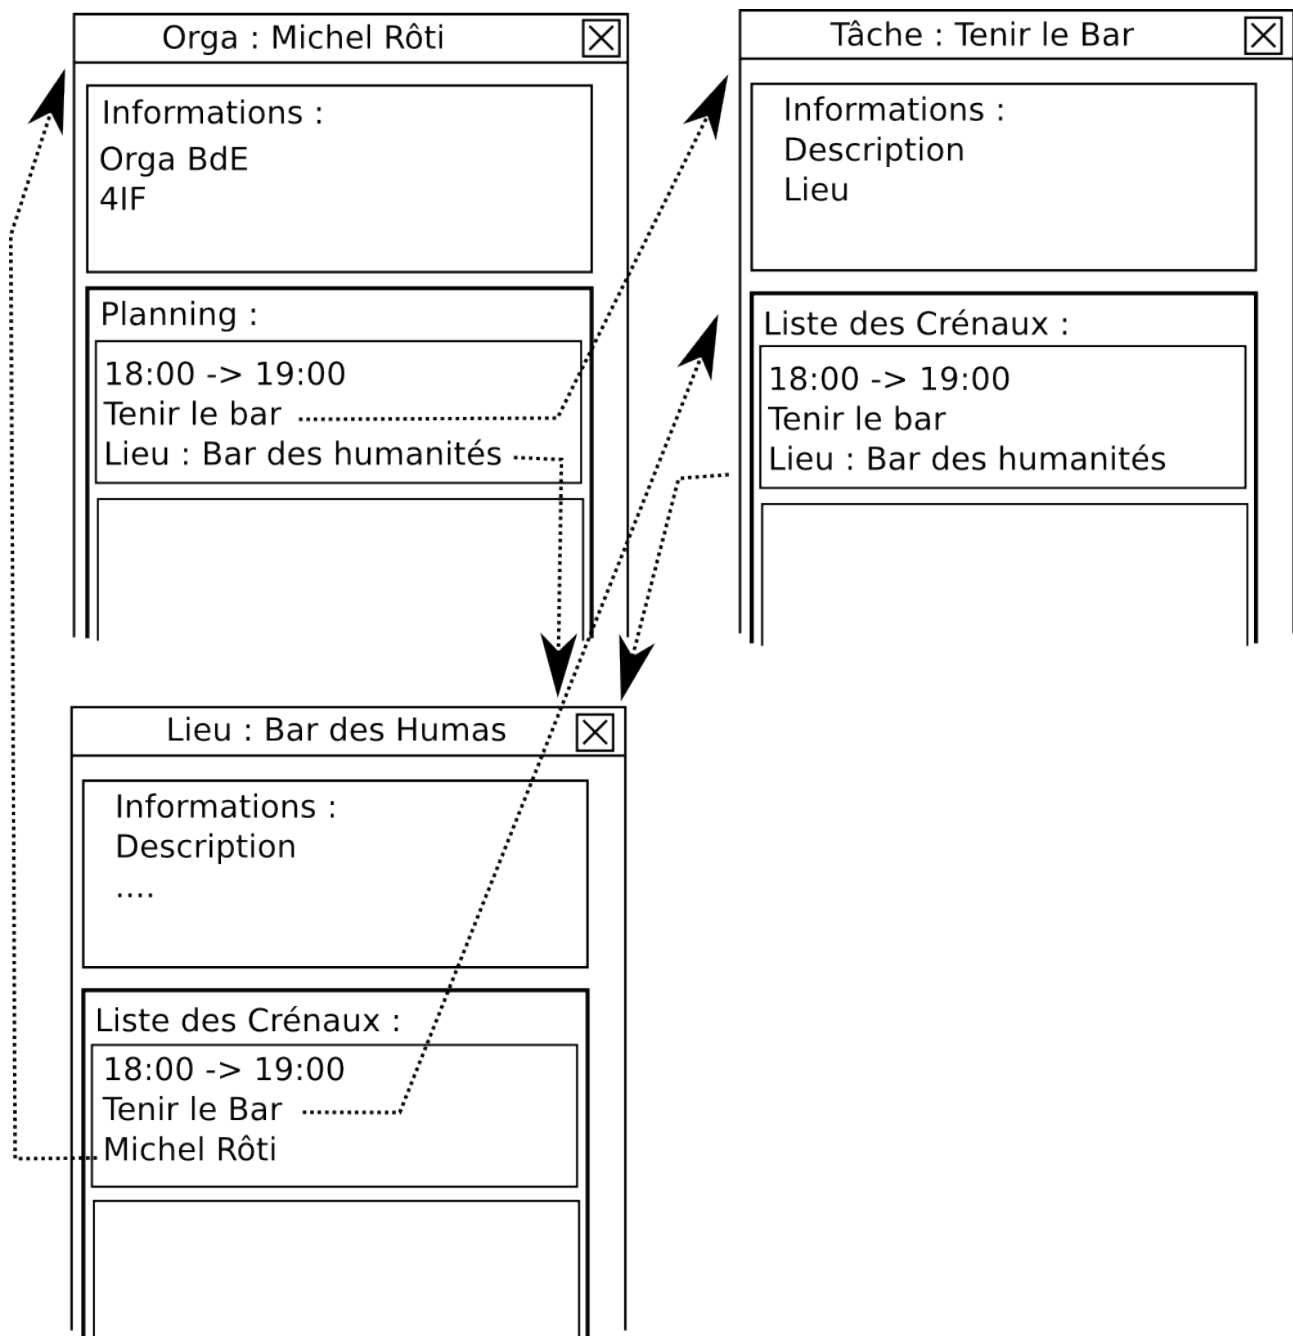 Orga : Michel Rôti
Informations :
Orga BdE
4IF
Planning :
18:00 -> 19:00
Tenir le bar
Lieu : Bar des humanités
Tâche : Tenir le Bar
Informations :
Description
Lieu
Liste des Crénaux :
18:00 -> 19:00
Tenir le bar
Lieu : Bar des humanités
Lieu : Bar des Humas
Informations :
Description
....
Liste des Crénaux :
18:00 -> 19:00
Tenir le Bar
Michel Rôti